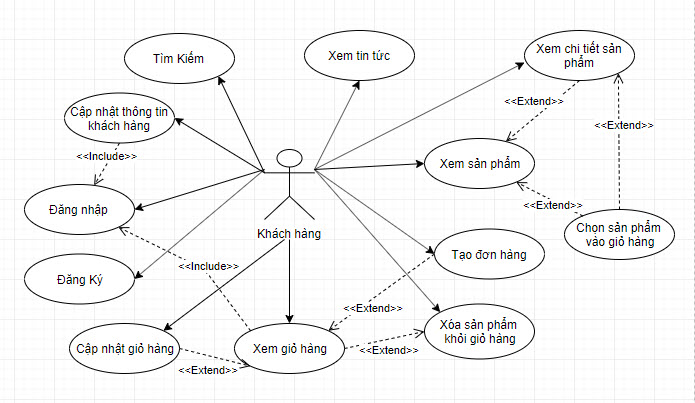 Tìm Kiếm
Xem tin tức
Xem chi tiết sản
phẩm
Cập nhật thông tin
khách hàng
<<Extend>>
<<Extend>>
<<Include>>
Xem sản phẩm
Đăng nhập
<<Extend>>
Chọn sản phẩm
vào giỏ hàng
Khách hàng
Tạo đơn hàng
<<Include>>
Đăng Ký
<<Extend>>
Xóa sản phẩm
khỏi giỏ hàng
Cập nhật giỏ hàng
Xem giỏ hàng
<<Extend>>
<<Extend>>